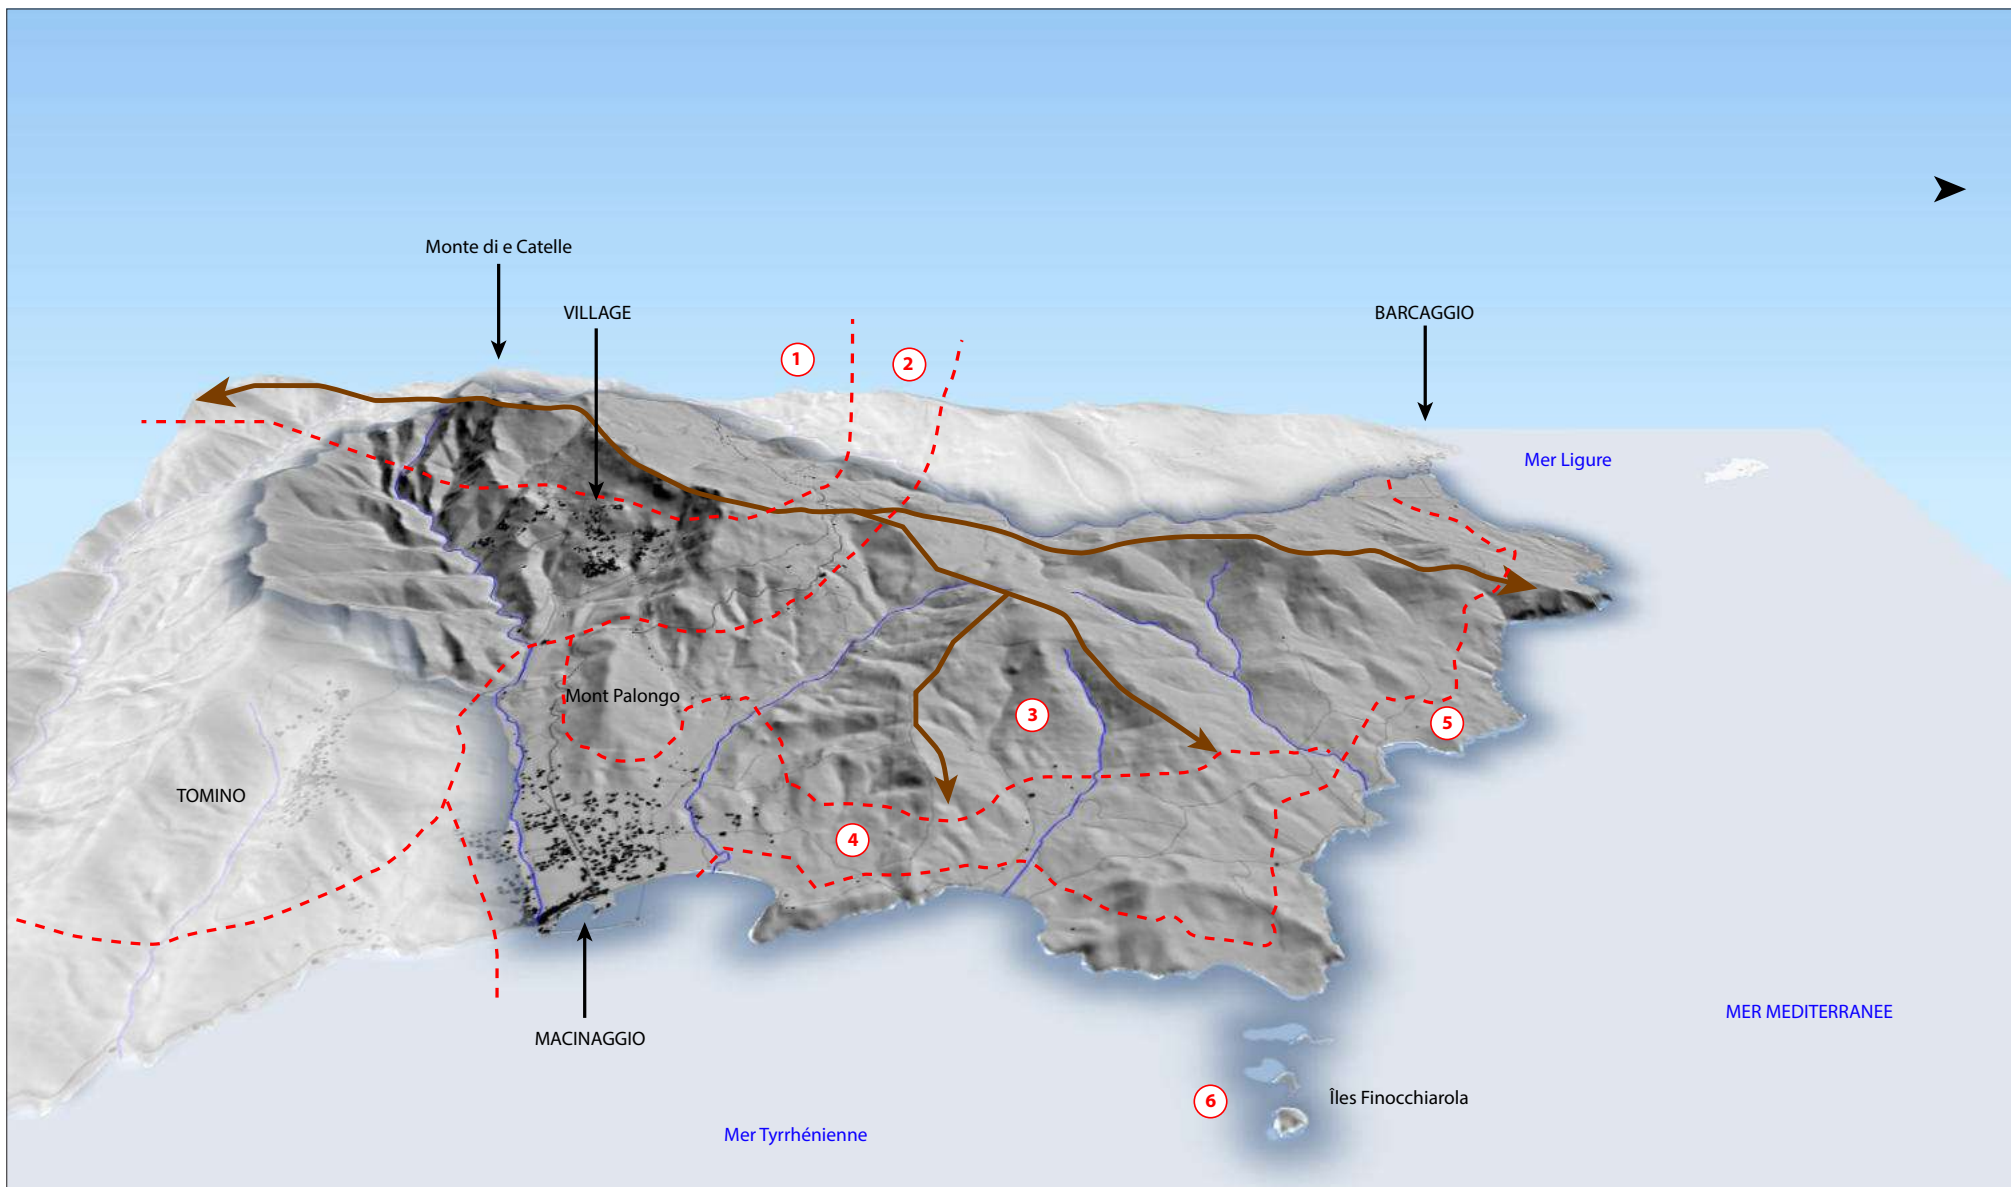 Monte di e Catelle
VILLAGE
BARCAGGIO
1
2
Mer Ligure
Mont Palongo
3
5
TOMINO
4
MER MEDITERRANEE
MACINAGGIO
6
Îles Finocchiarola
Mer Tyrrhénienne